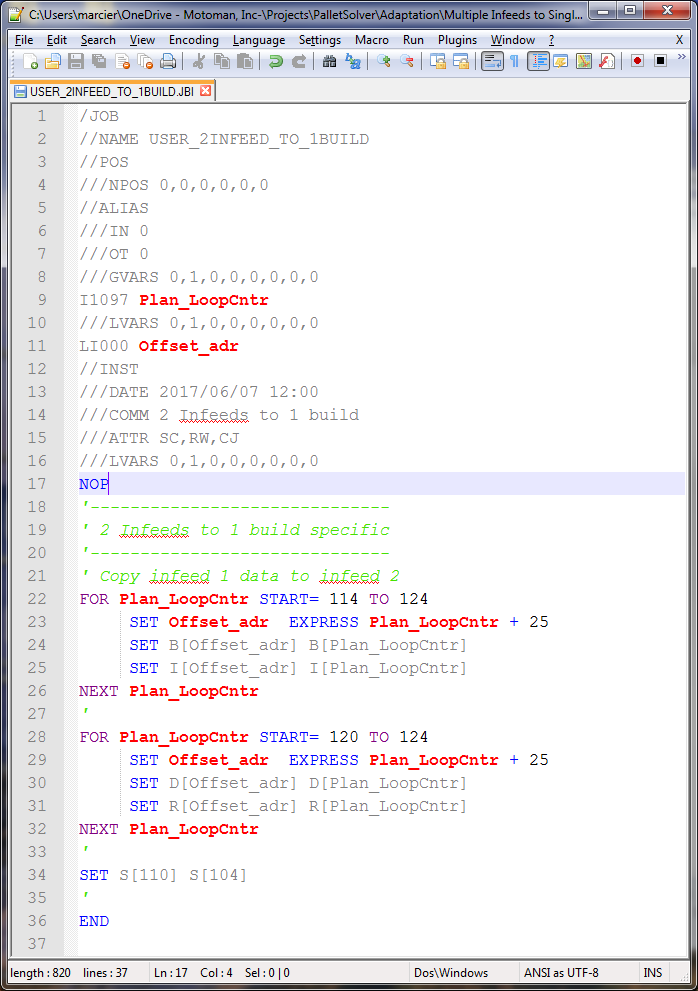 C:\Users\marcier\OneDrive - Motoman, Inc-\Projects\PalletSolver\Adaptation\Multiple Infeeds to Singl...
File Edit Search View Encoding Language Settings Macro Run Plugins Window ? X
USER_2INFEED_TO_1BUILD.JBI
1 /JOB
2 //NAME USER_2INFEED_TO_1BUILD
3 //POS
4 ///NPOS 0,0,0,0,0,0
5 //ALIAS
6 ///IN 0
7 ///OT 0
8 ///GVARS 0,1,0,0,0,0,0,0
9 I1097 Plan_LoopCntr
10 ///LVARS 0,1,0,0,0,0,0,0
11 LI000 Offset_adr
12 //INST
13 ///DATE 2017/06/07 12:00
14 ///COMM 2 Infeeds to 1 build
15 ///ATTR SC,RW,CJ
16 ///LVARS 0,1,0,0,0,0,0,0
17 NOP
18 '------------------------------
19 ' 2 Infeeds to 1 build specific
20 '------------------------------
21 ' Copy infeed 1 data to infeed 2
22 FOR Plan_LoopCntr START= 114 TO 124
23 SET Offset_adr  EXPRESS Plan_LoopCntr + 25
24 SET B[Offset_adr] B[Plan_LoopCntr]
25 SET I[Offset_adr] I[Plan_LoopCntr]
26 NEXT Plan_LoopCntr
27 '
28 FOR Plan_LoopCntr START= 120 TO 124
29 SET Offset_adr  EXPRESS Plan_LoopCntr + 25
30 SET D[Offset_adr] D[Plan_LoopCntr]
31 SET R[Offset_adr] R[Plan_LoopCntr]
32 NEXT Plan_LoopCntr
33 '
34 SET S[110] S[104]
35 '
36 END
37
length : 820 lines : 37 Ln : 17 Col : 4 Sel : 0 | 0 Dos\Windows ANSI as UTF-8 INS